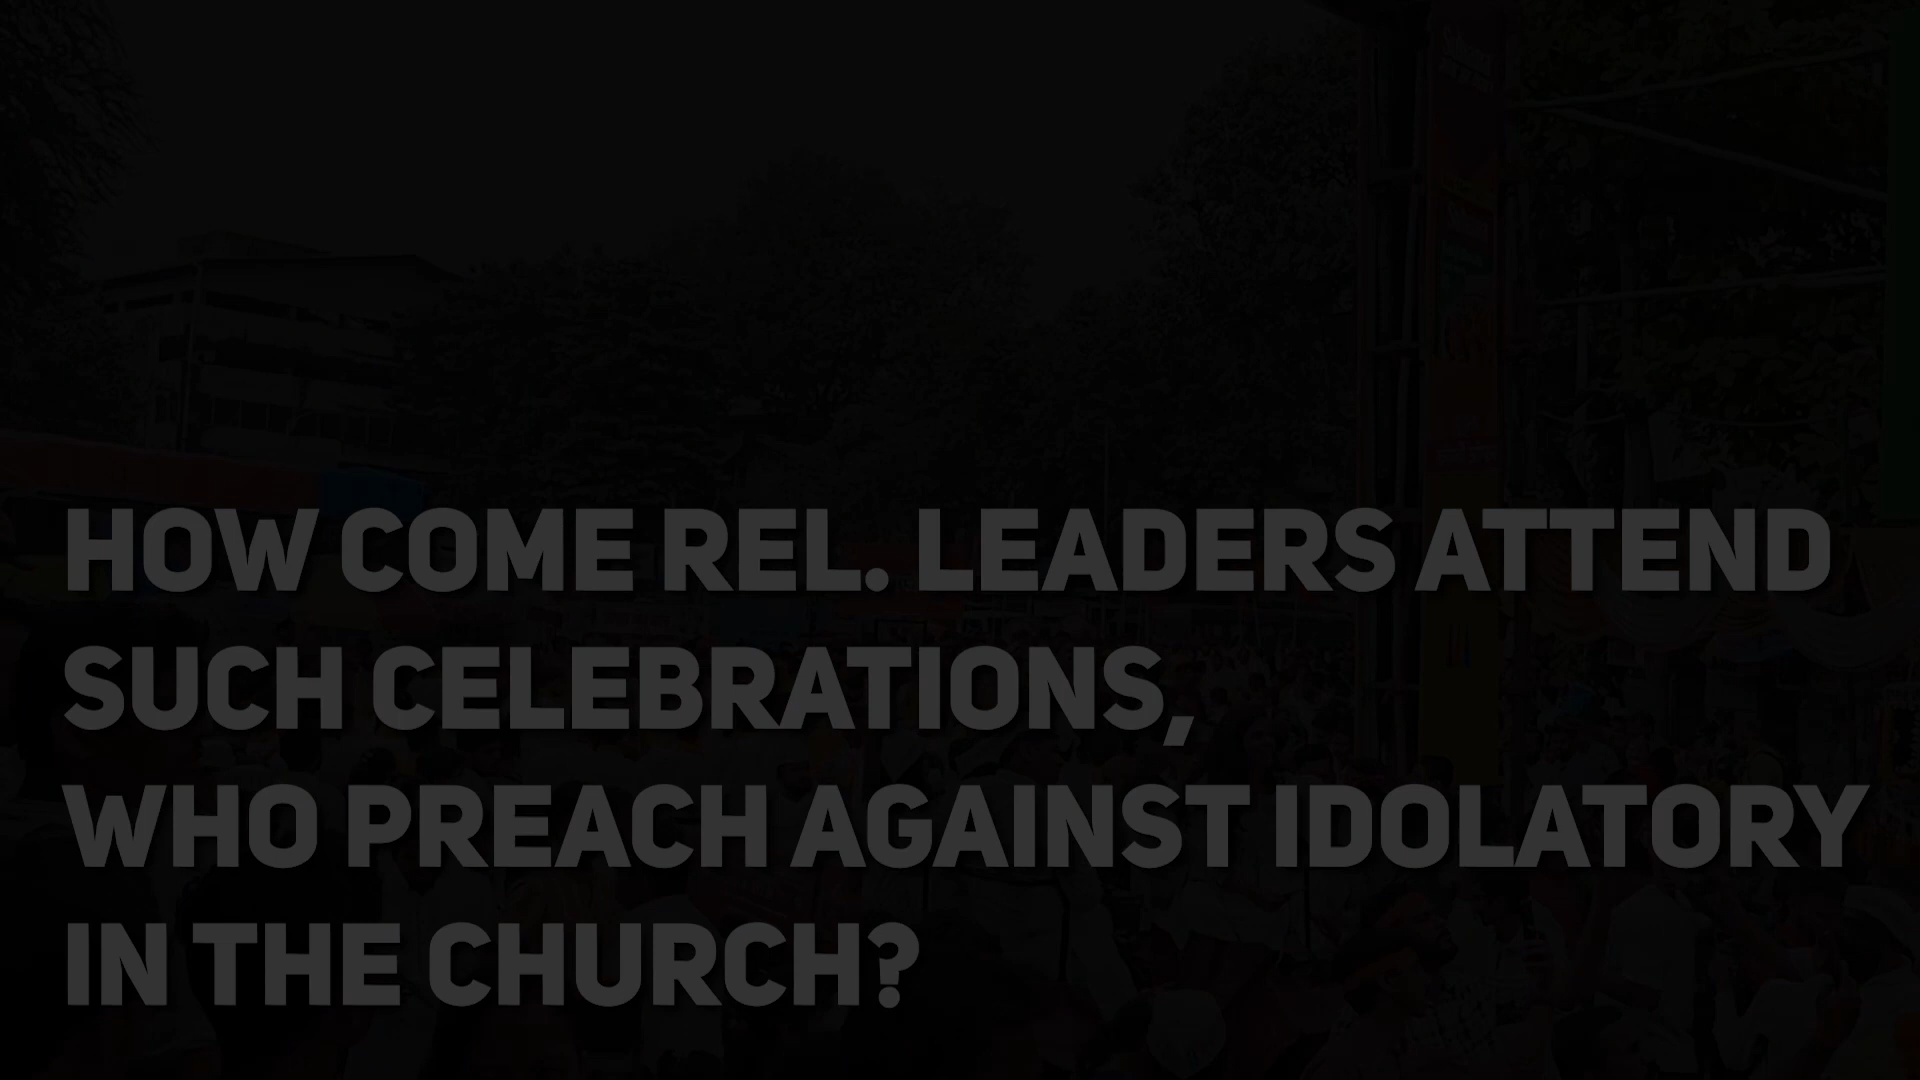 HOW COME REL. LEADERS ATTEND
SUCH CELEBRATIONS,
WHO PREACH AGAINST IDOLATORY
IN THE CHURCH?